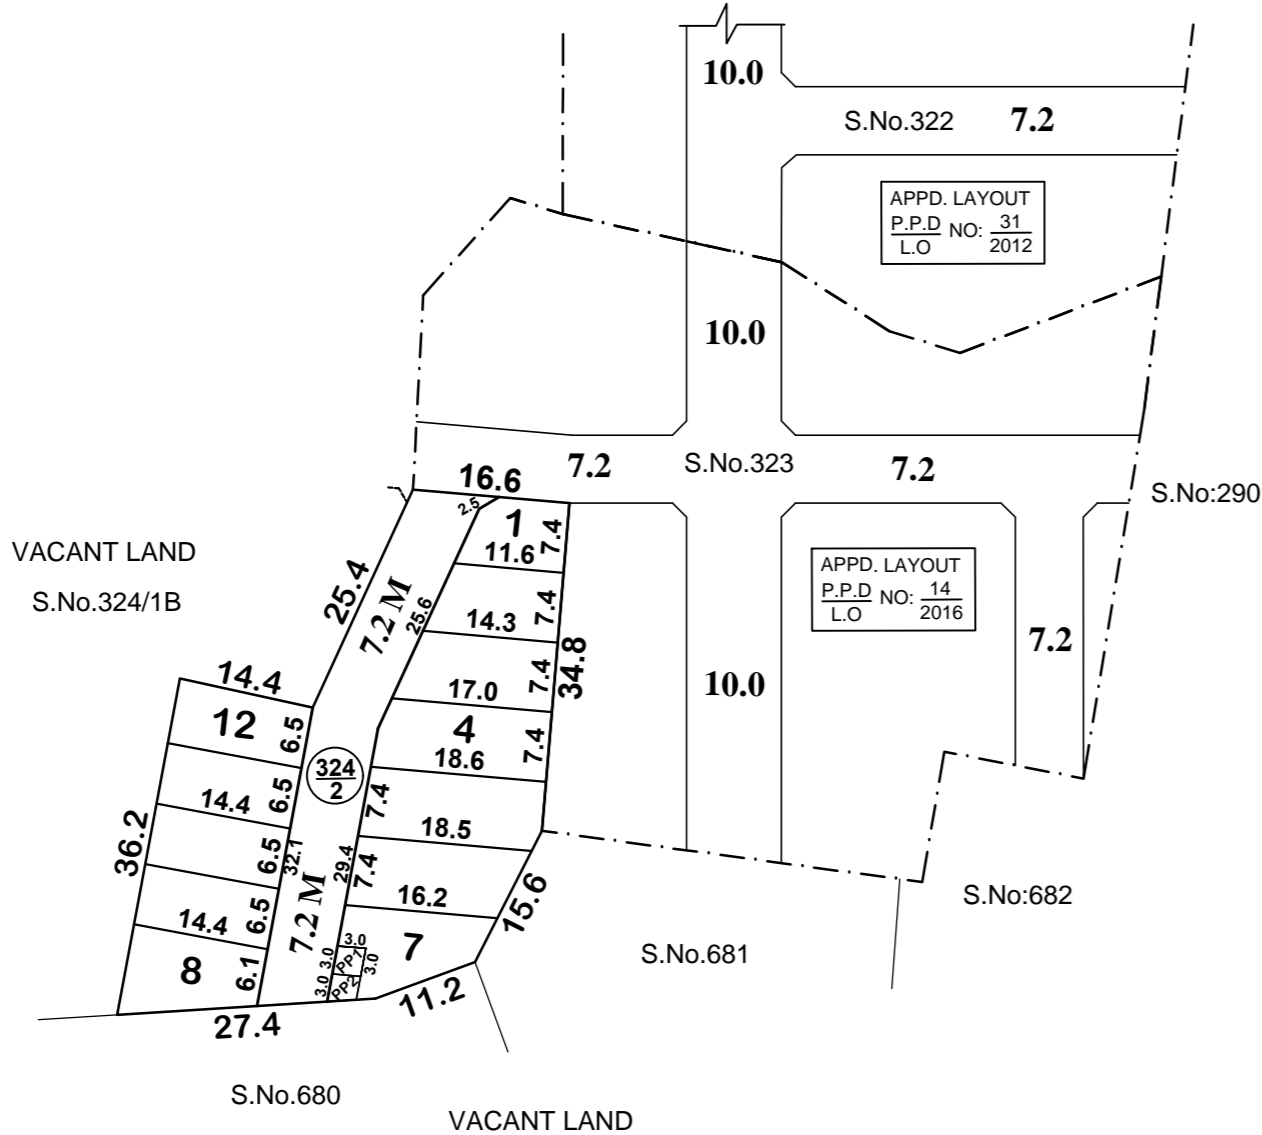 10.0
S.No.322 7.2
APPD. LAYOUT
P.P.D NO: 31
L.O 2012
10.0
7.2
S.No.323
7.2
S.No:290
16.6
2.5
1
7.4
11.6
VACANT LAND
S.No.324/1B
25.4
7.2 M
25.6
APPD. LAYOUT
P.P.D NO: 14
L.O 2016
7.4
14.3
7.2
7.4
34.8
17.0
10.0
14.4
12
6.5
4
7.4
18.6
324
2
14.4
6.5
7.4
18.5
36.2
6.5
32.1
29.4
7.4
16.2
15.6
S.No:682
14.4
6.5
7.2 M
7
3.0
3.0
PP1
3.0
S.No.681
8
6.1
3.0
PP2
11.2
27.4
S.No.680
VACANT LAND